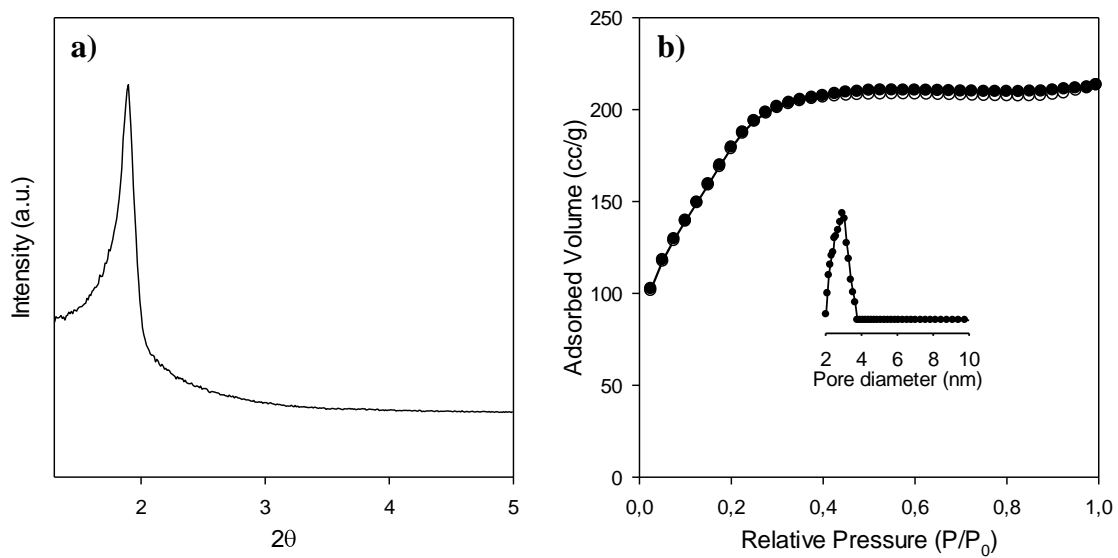 a)
Intensity (a.u.)
2 3 4 5
2θ
b)
250
200
150
100
50
0
Adsorbed Volume (cc/g)
2 4 6 8 10
Pore diameter (nm)
0,0 0,2 0,4 0,6 0,8 1,0
Relative Pressure (P/P₀)